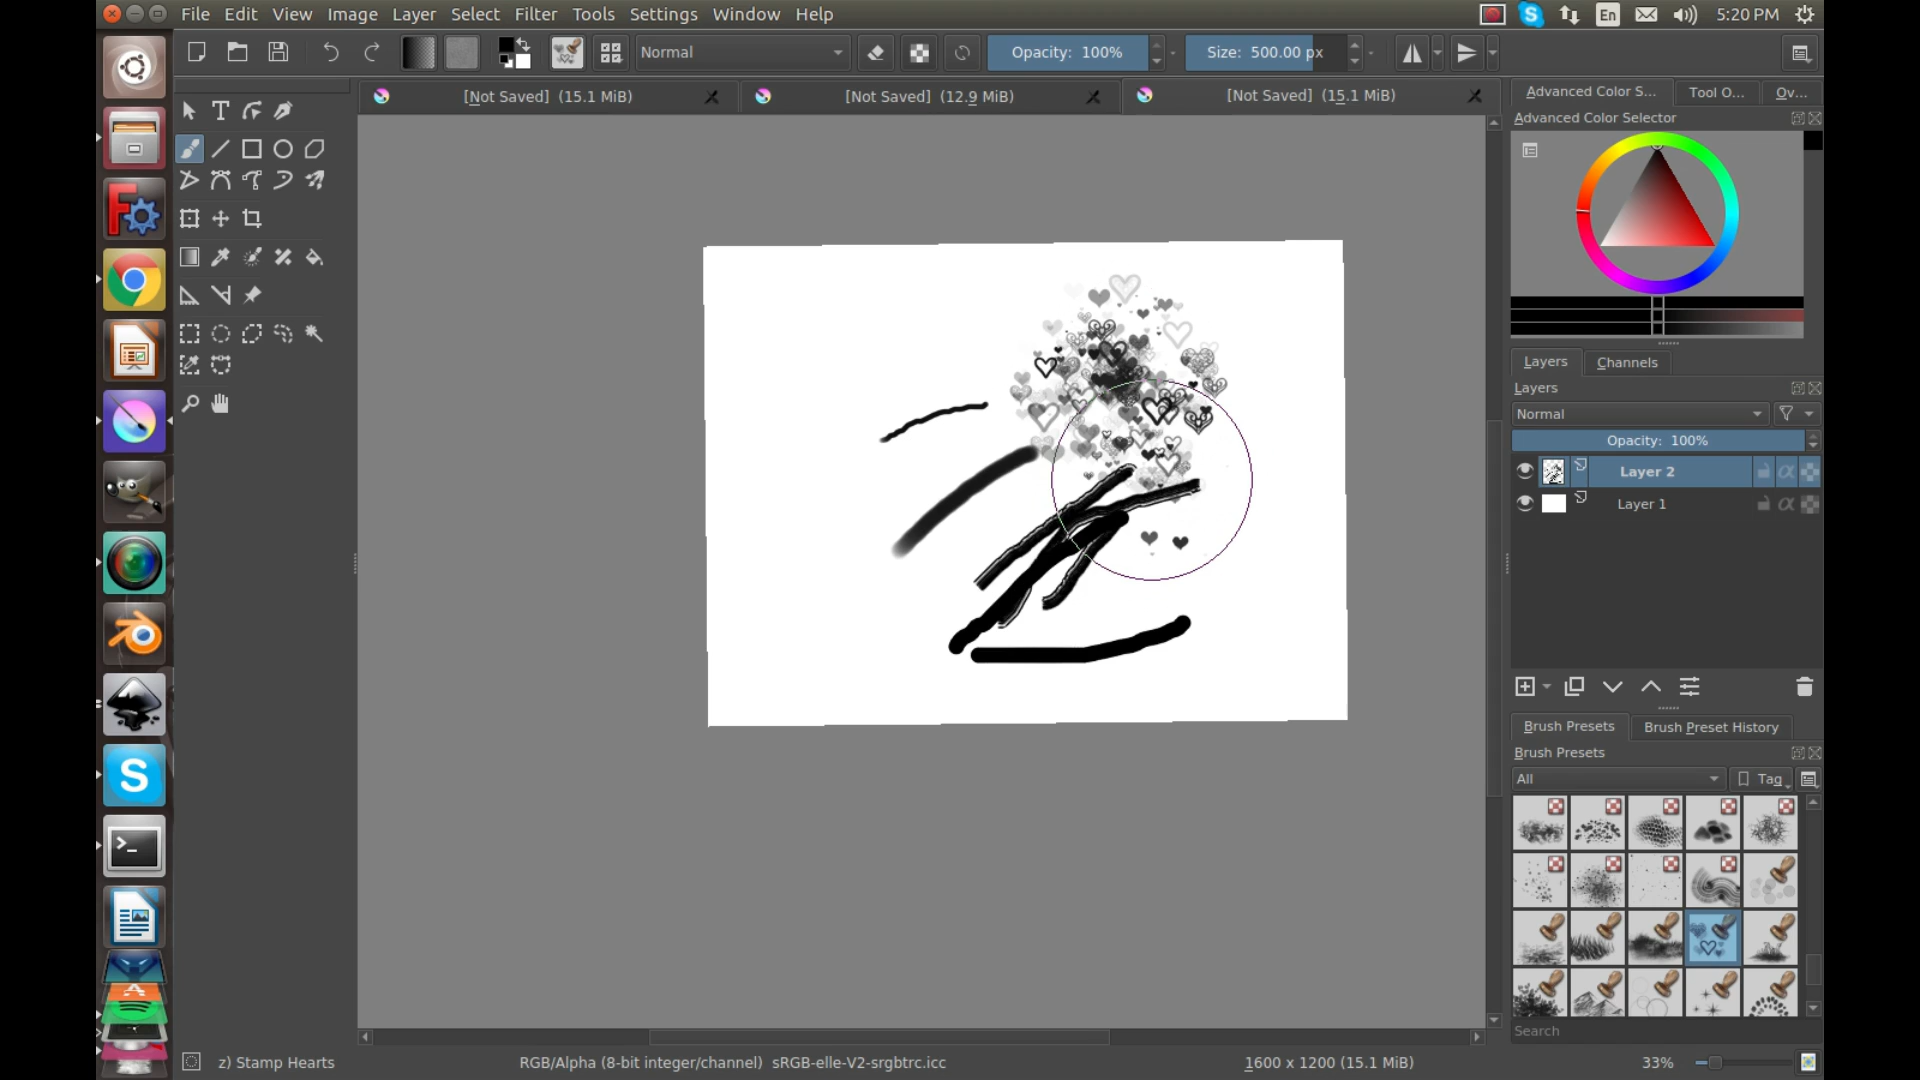 File Edit View Image Layer Select Filter Tools Settings Window Help
En 5:20 PM
Normal
Opacity: 100%
Size: 500.00 px
[Not Saved] (15.1 MiB)
[Not Saved] (12.9 MiB)
[Not Saved] (15.1 MiB)
Advanced Color S...
Tool O...
Ov...
Advanced Color Selector
Layers
Channels
Layers
Normal
Opacity: 100%
Layer 2
Layer 1
Brush Presets
Brush Preset History
Brush Presets
All
Tag
Search
z) Stamp Hearts
RGB/Alpha (8-bit integer/channel) sRGB-elle-V2-srgbtrc.icc
1600 x 1200 (15.1 MiB)
33%